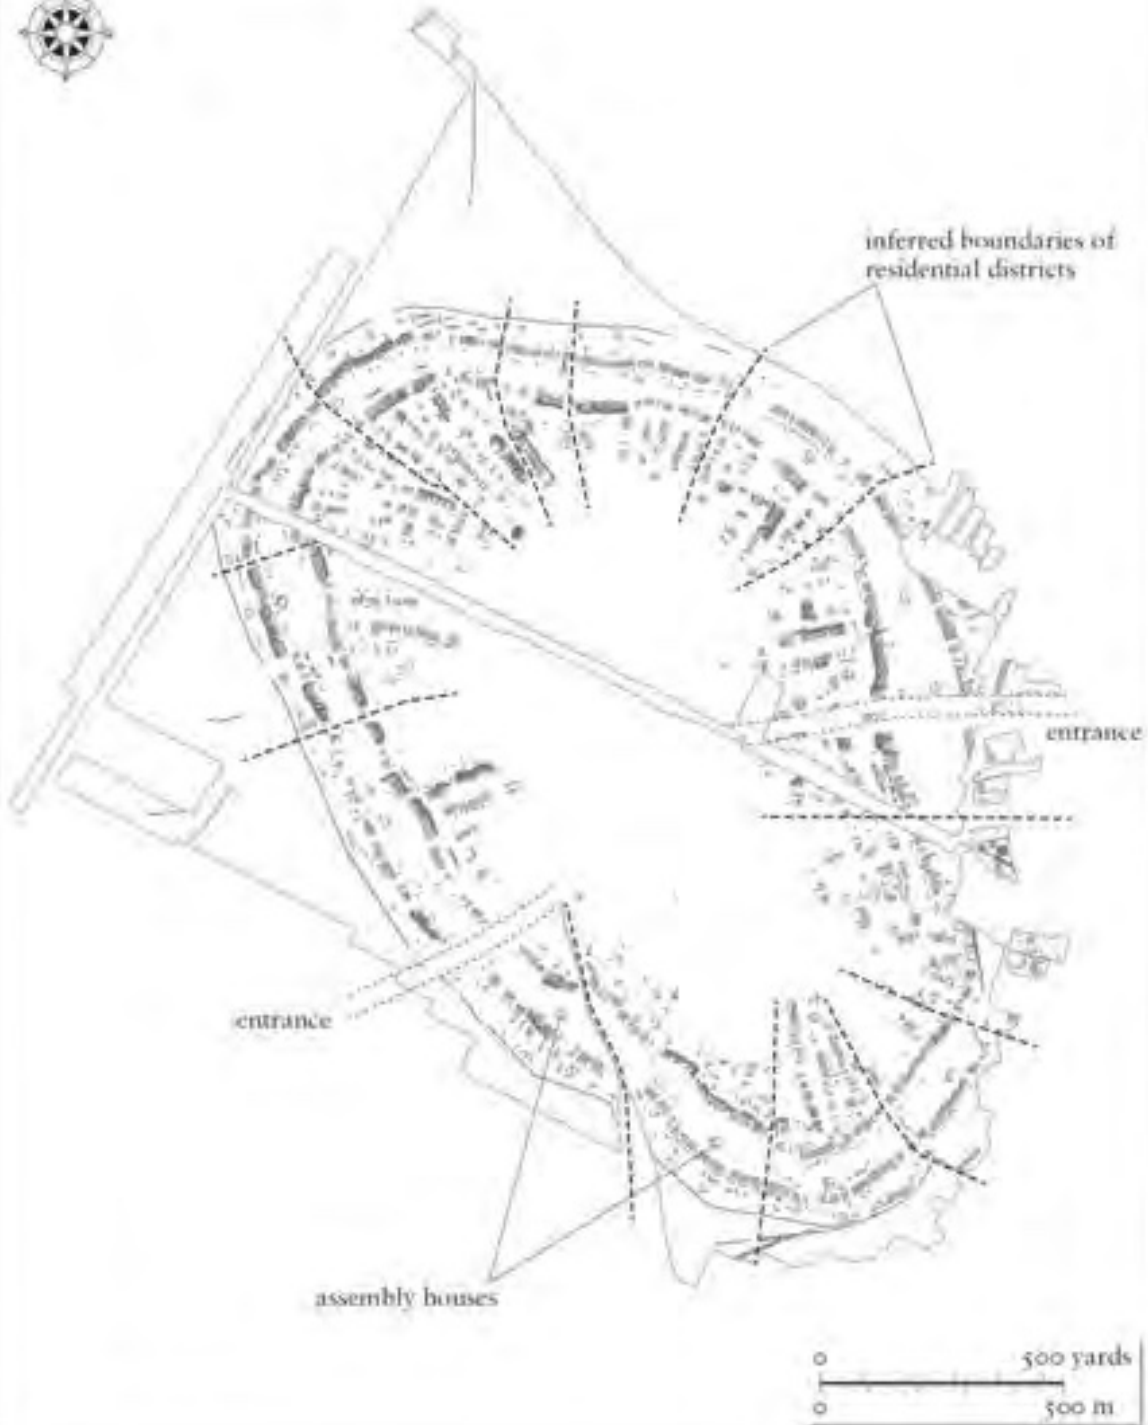 inferred boundaries of
residential districts
entrance
entrance
assembly houses
0 500 yards
0 500 m